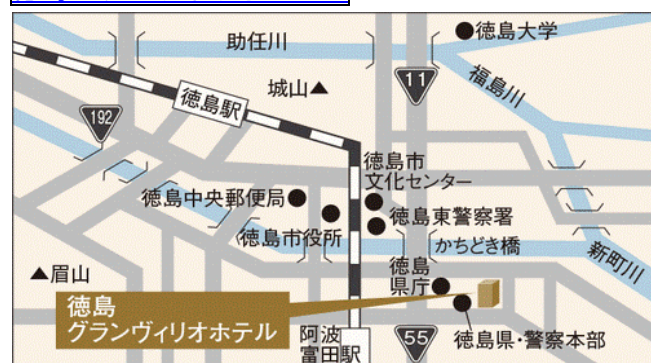 助任川
徳島大学
城山▲
11
福島川
徳島駅
192
徳島市
文化センター
徳島中央郵便局
徳島東警察署
徳島市役所
かちどき橋
新町川
▲眉山
徳島
県庁
徳島
グランヴィリオホテル
阿波
富田駅
55
徳島県・警察本部